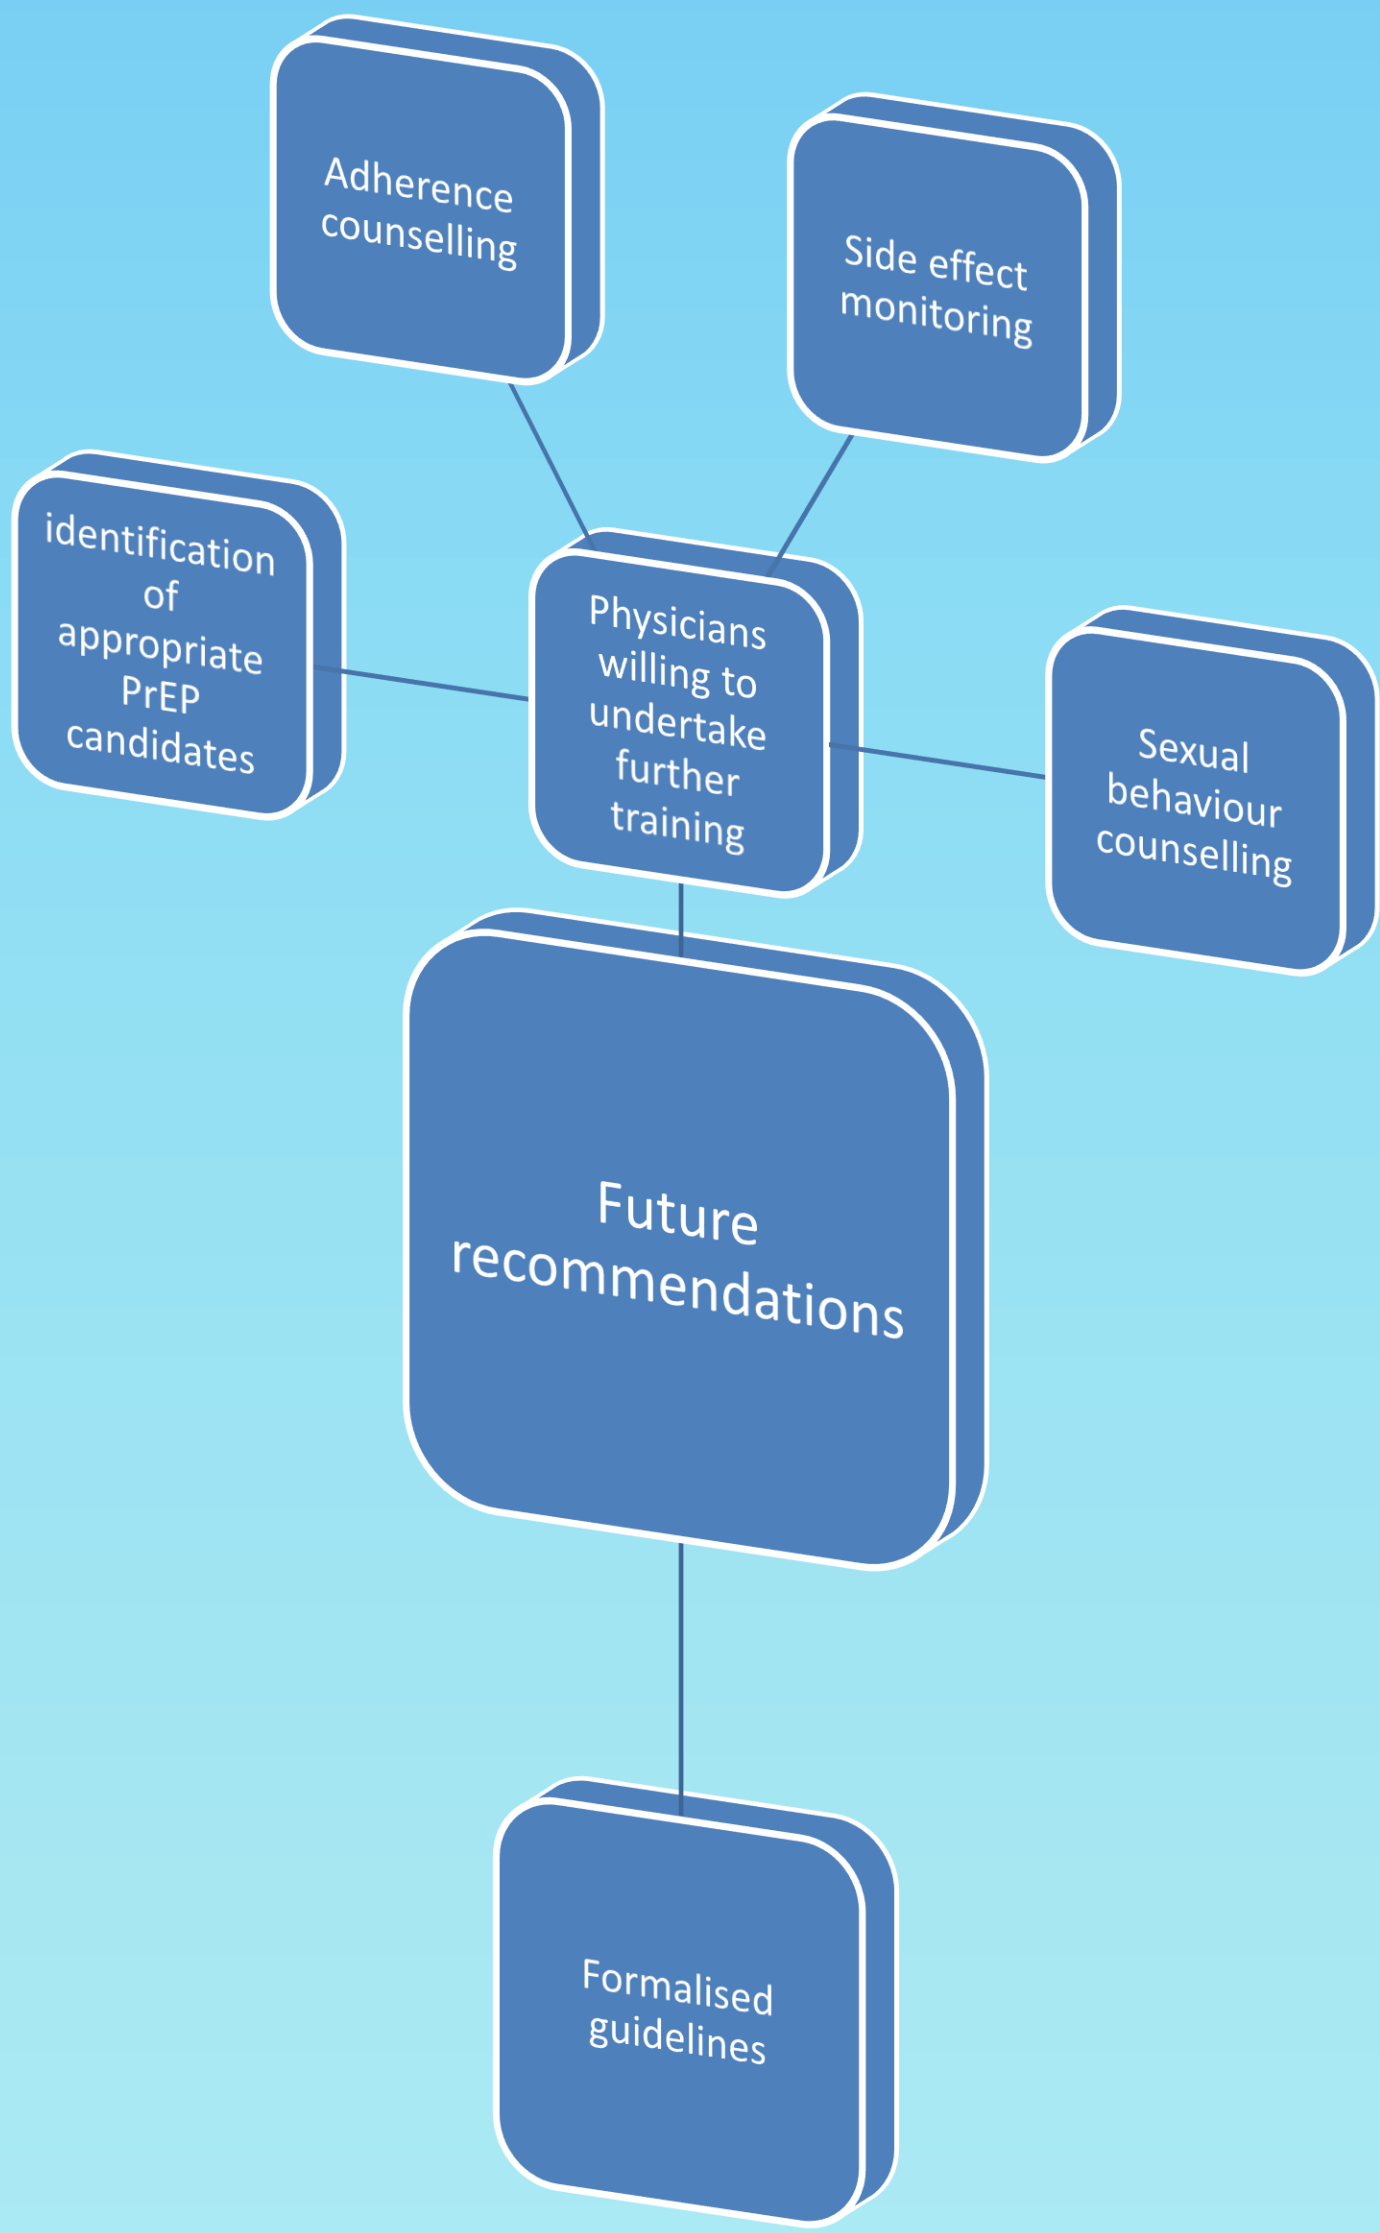 Adherence
counselling
Side effect
monitoring
identification
of
appropriate
PrEP
candidates
Physicians
willing to
undertake
further
training
Sexual
behaviour
counselling
Future
recommendations
Formalised
guidelines